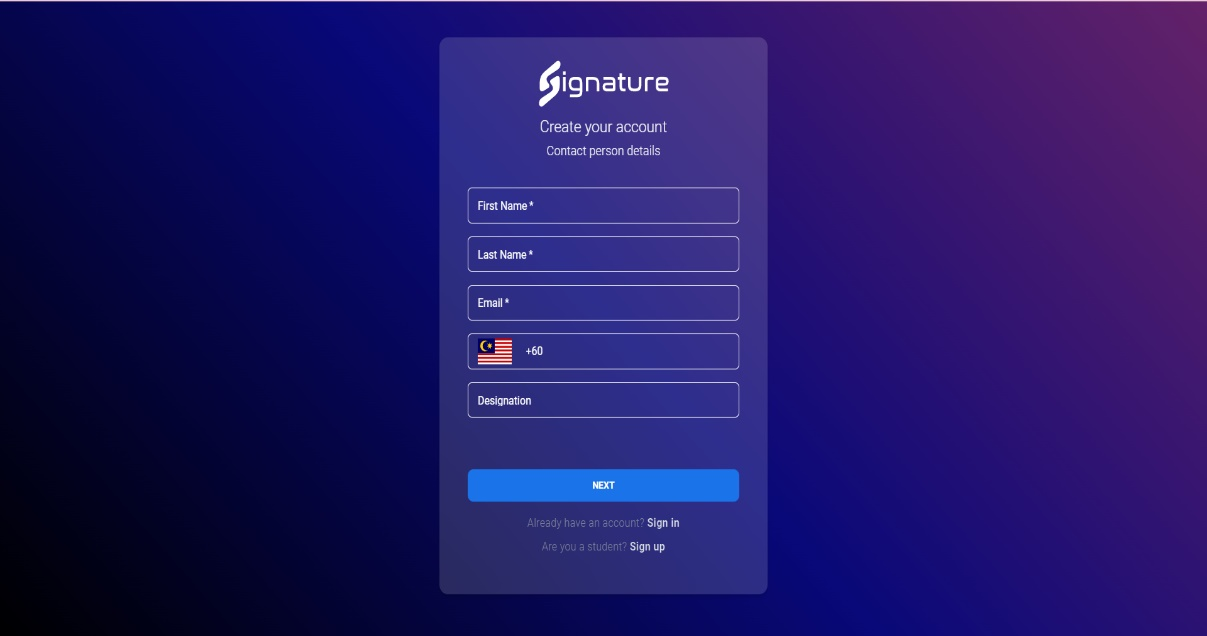 Signature
Create your account
Contact person details
First Name *
Last Name *
Email *
+60
Designation
NEXT
Already have an account? Sign in
Are you a student? Sign up